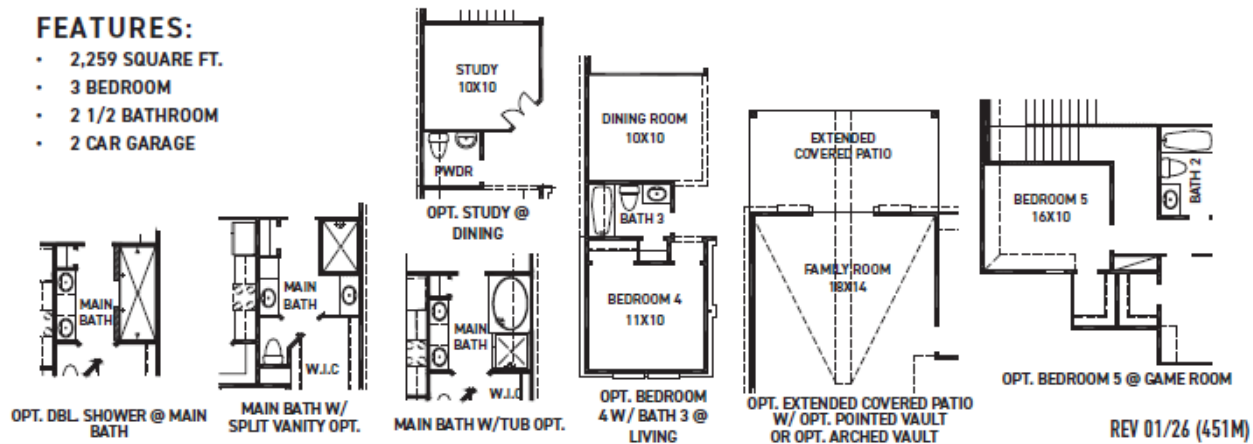 FEATURES:
• 2,259 SQUARE FT.
• 3 BEDROOM
• 2 1/2 BATHROOM
• 2 CAR GARAGE
MAIN
BATH
OPT. DBL. SHOWER @ MAIN
BATH
MAIN
BATH
W.I.C
MAIN BATH W/
SPLIT VANITY OPT.
STUDY
10X10
PWDR
OPT. STUDY @
DINING
MAIN
BATH
W.I.C
MAIN BATH W/TUB OPT.
DINING ROOM
10X10
BATH 3
BEDROOM 4
11X10
OPT. BEDROOM
4 W/ BATH 3 @
LIVING
EXTENDED
COVERED PATIO
FAMILY ROOM
18X14
OPT. EXTENDED COVERED PATIO
W/ OPT. POINTED VAULT
OR OPT. ARCHED VAULT
BEDROOM 5
16X10
BATH 2
OPT. BEDROOM 5 @ GAME ROOM
REV 01/26 (451M)